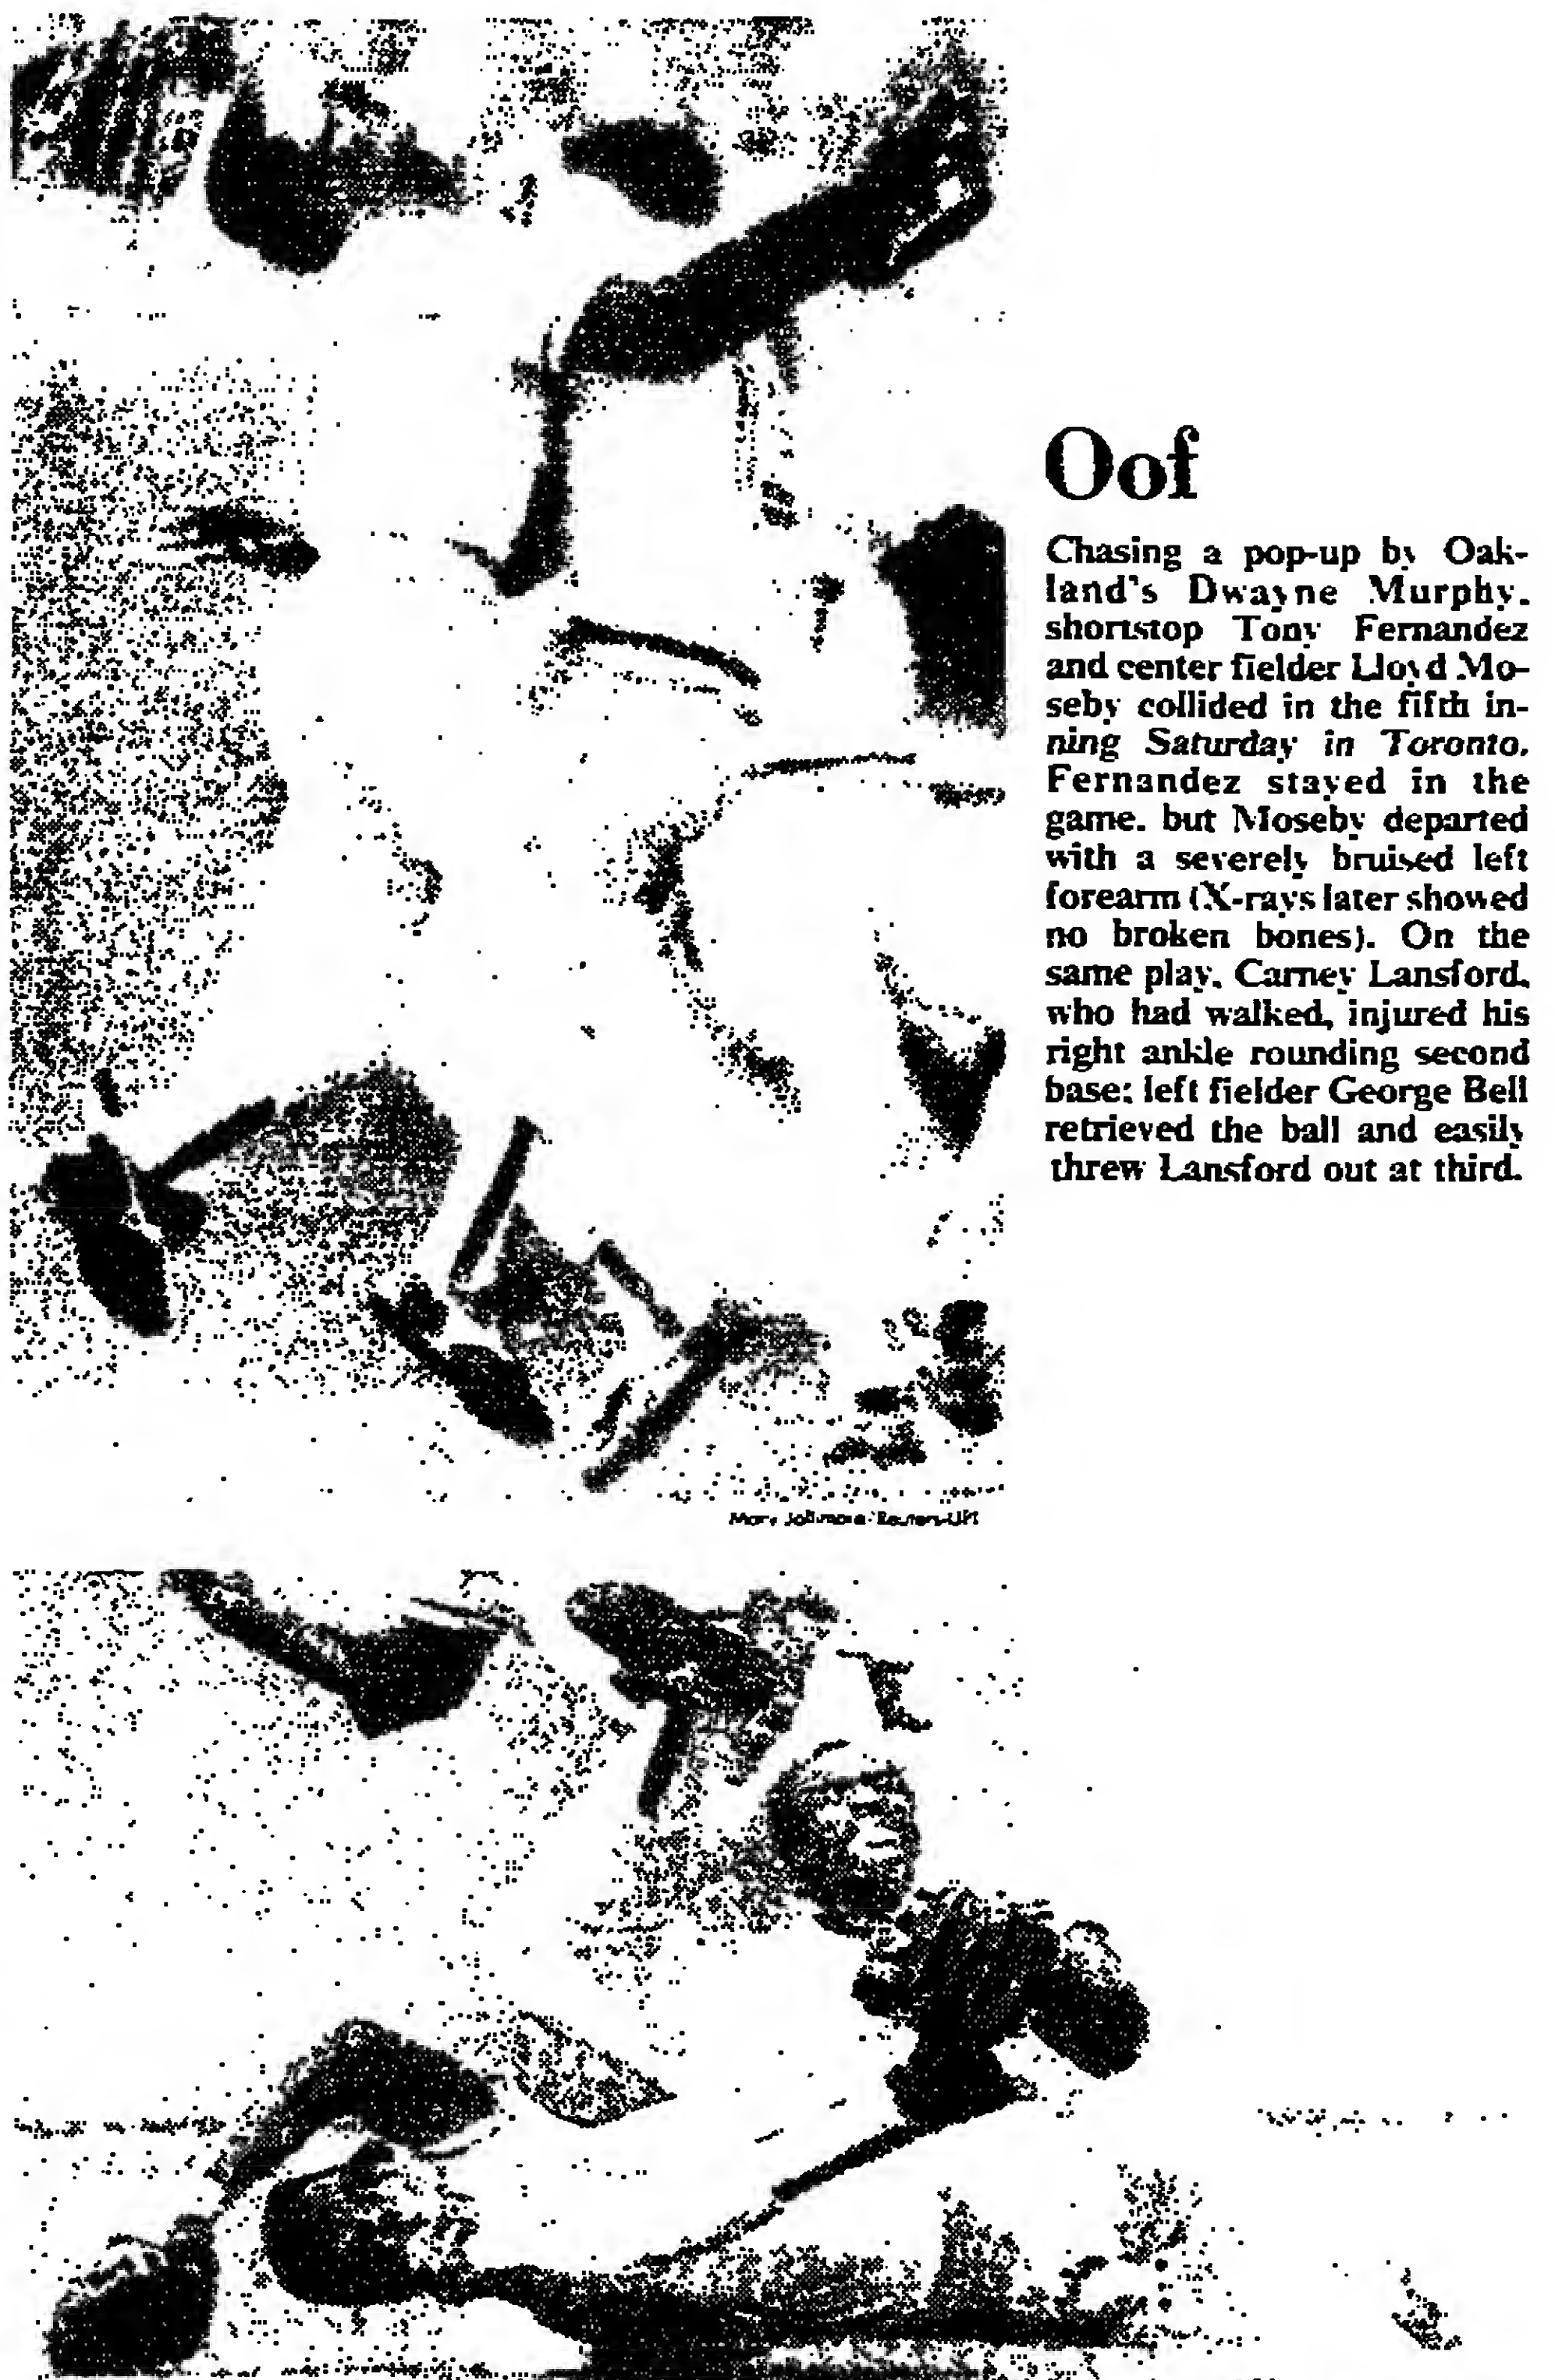 Oof
Chasing a pop-up by Oak-
land's Dwayne Murphy.
shortstop Tony Fernandez
and center fielder Lloyd Mo-
seby collided in the fifth in-
ning Saturday in Toronto.
Fernandez stayed in the
game. but Moseby departed
with a severely bruised left
forearm (X-rays later showed
no broken bones). On the
same play, Carney Lansford,
who had walked, injured his
right ankle rounding second
base; left fielder George Bell
retrieved the ball and easily
threw Lansford out at third.
Reuters-UPI